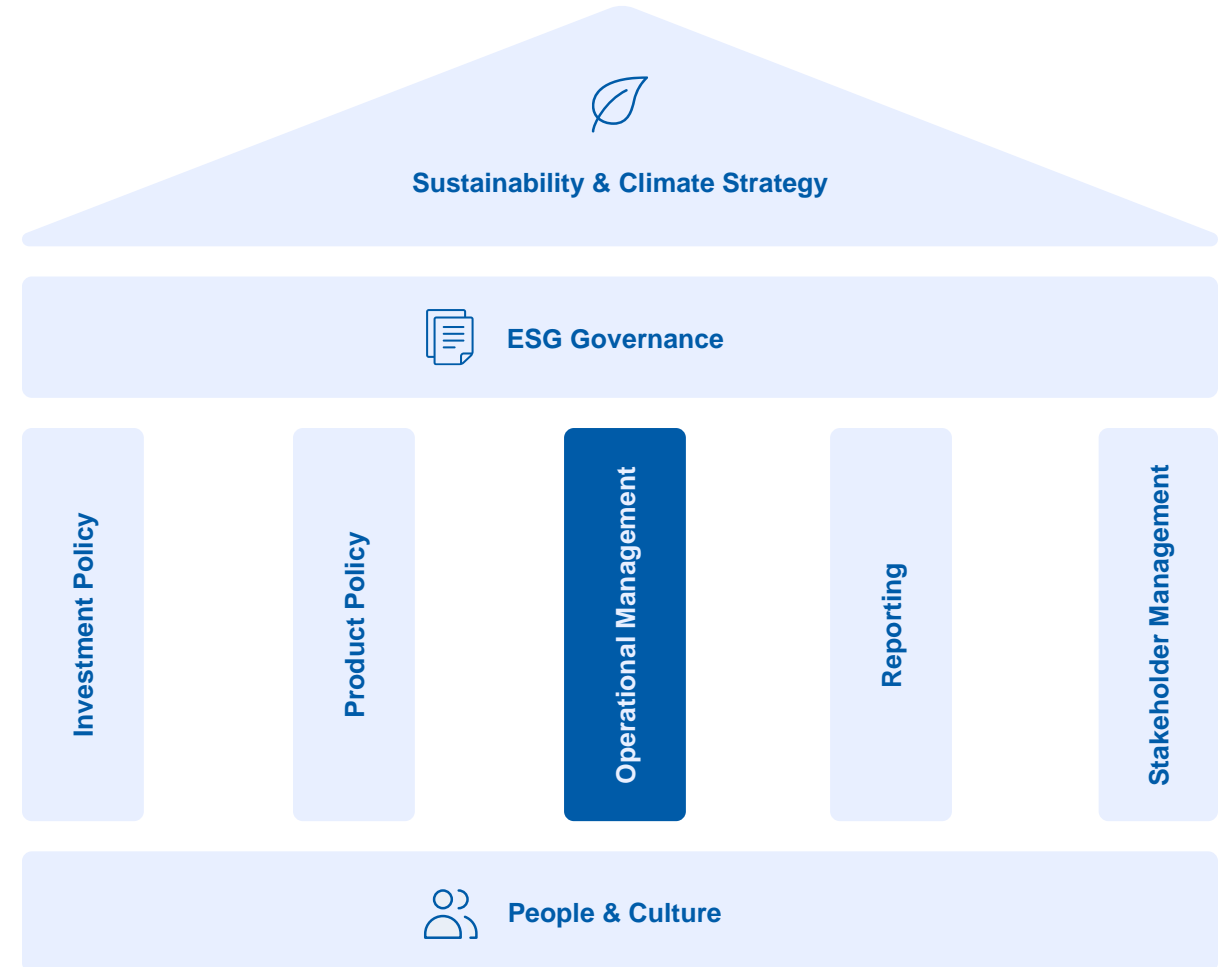 Sustainability & Climate Strategy
ESG Governance
Investment Policy
Product Policy
Operational Management
Reporting
Stakeholder Management
People & Culture